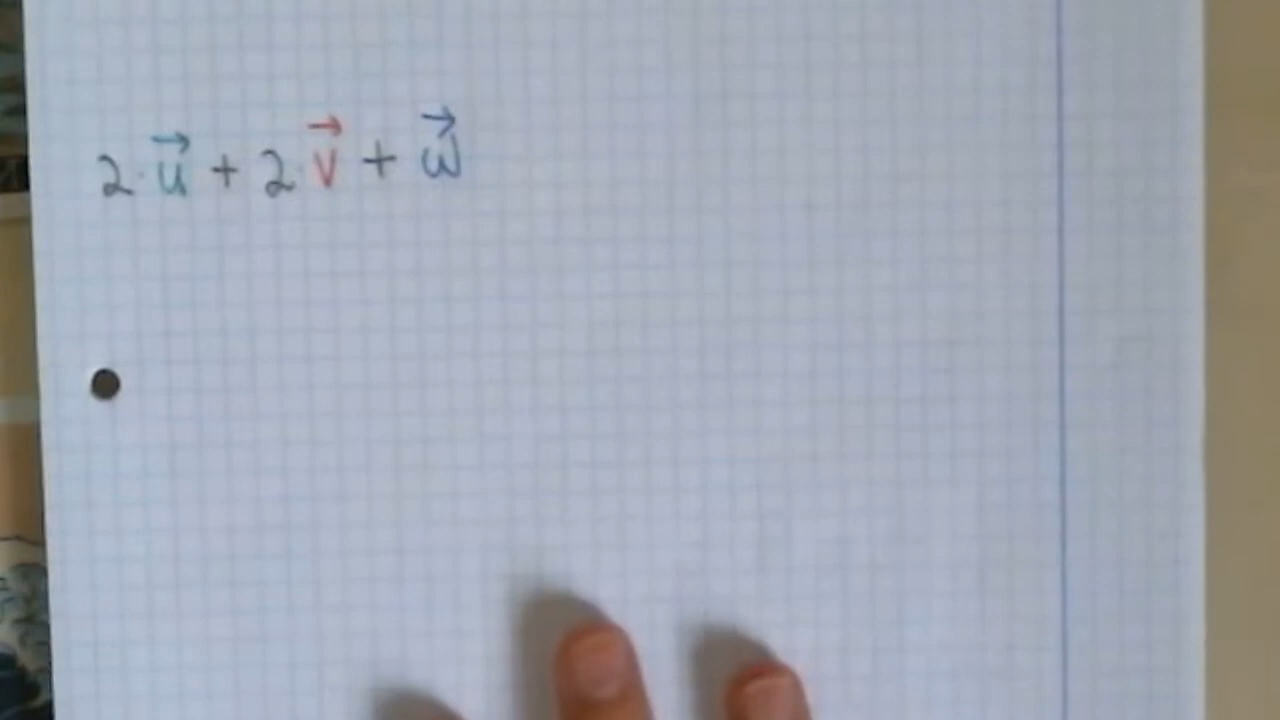 2·u⃗ + 2·v⃗ + w⃗